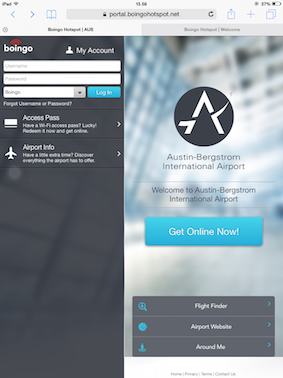 iPad
15:58
37%
portal.boingohotspot.net
Boingo Hotspot | AUS
Boingo Hotspot | Welcome
boingo
My Account
Username
Password
Boingo
Log In
Forgot Username or Password?
Access Pass
Have a Wi-Fi access pass? Lucky!
Redeem it now and get online.
Airport Info
Have a little extra time? Discover
everything the airport has to offer.
Austin-Bergstrom
International Airport
Welcome to Austin-Bergstrom
International Airport
Get Online Now!
Flight Finder
Airport Website
Around Me
Home | Privacy | Terms | Contact Us